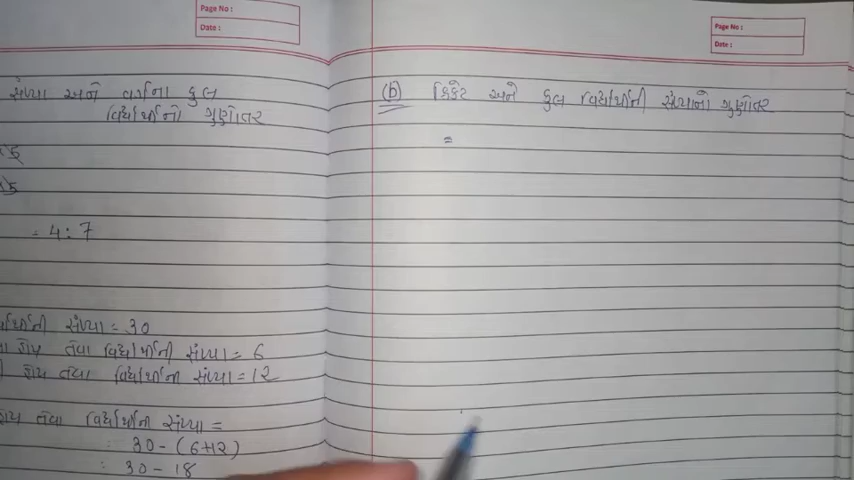 Page No :
Date :
સંખ્યા અને વર્ગના કુલ
વિદ્યાર્થીનો ગુણોત્તર
= 4 : 7
સંખ્યા = 30
હોય તેવા વિદ્યાર્થીની સંખ્યા = 6
હોય તેવા વિદ્યાર્થીની સંખ્યા = 12
તેવા વિદ્યાર્થીની સંખ્યા =
: 30 - (6+12)
: 30 - 18
Page No :
Date :
(b) ક્રિકેટ અને કુલ વિદ્યાર્થીની સંખ્યાનો ગુણોત્તર
=